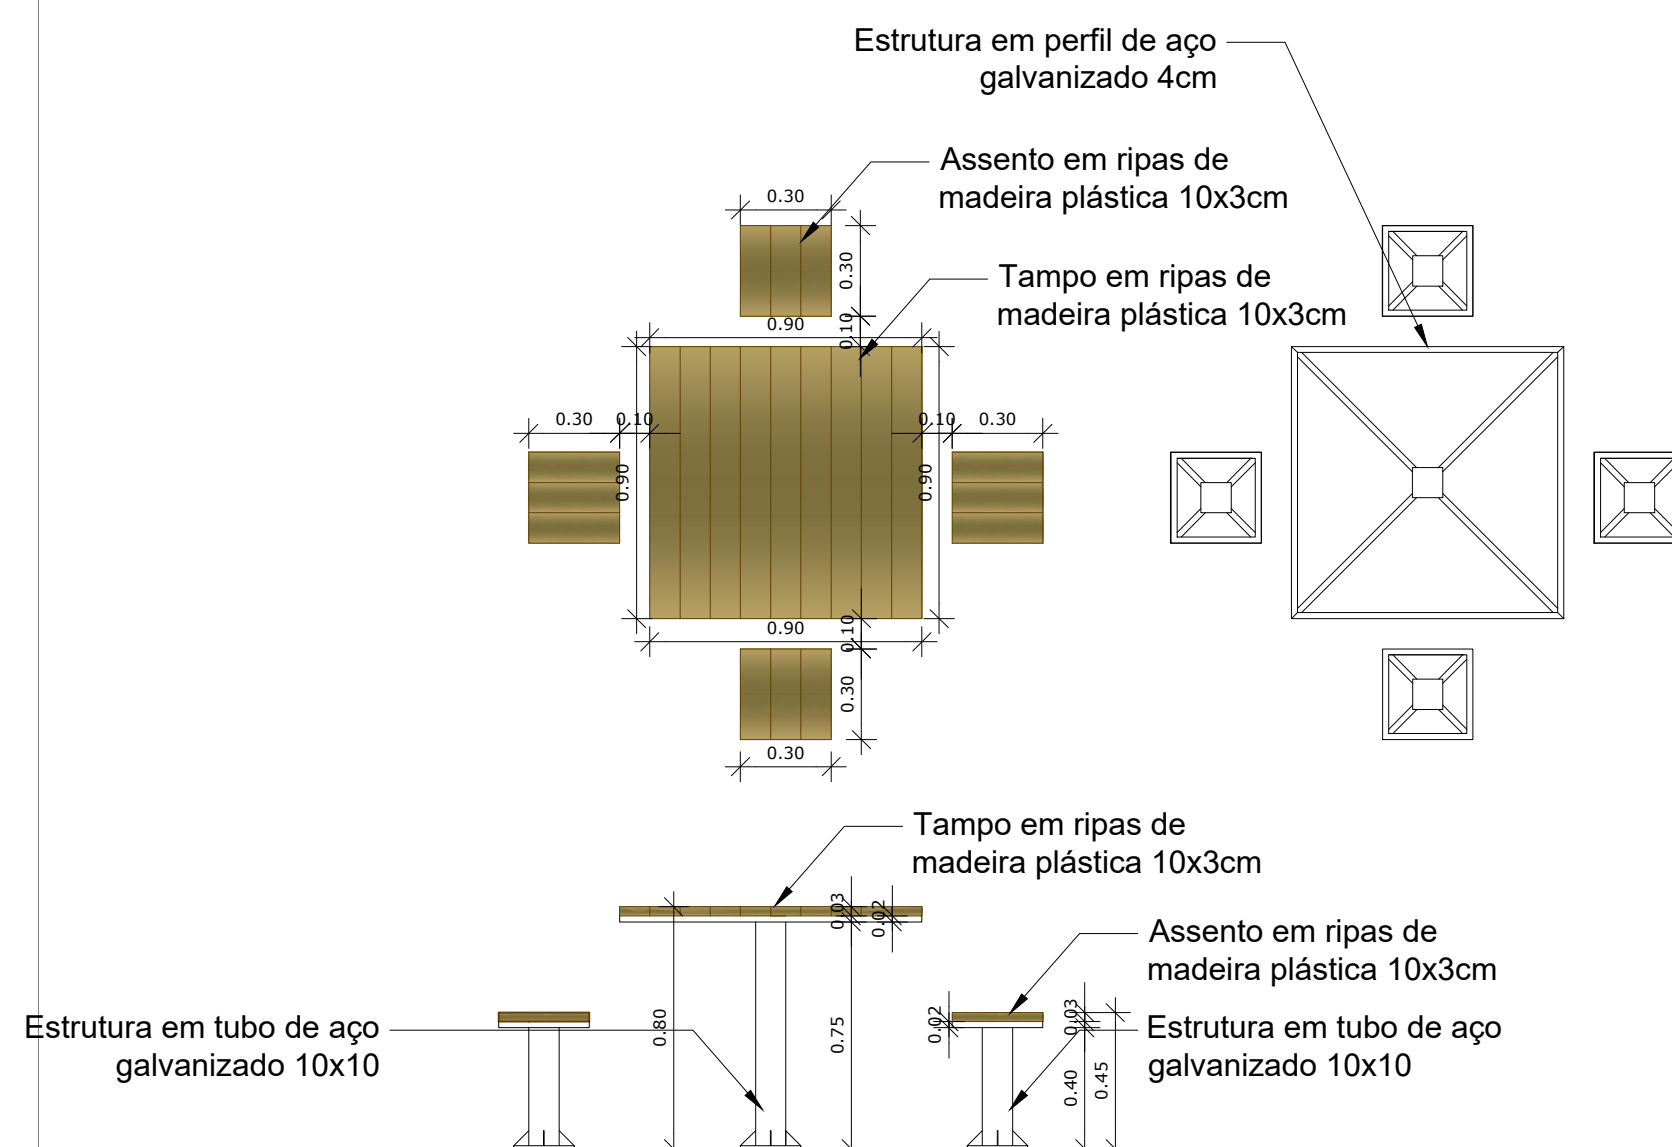 Estrutura em perfil de aço
galvanizado 4cm
Assento em ripas de
madeira plástica 10x3cm
0.30
0.30
Tampo em ripas de
madeira plástica 10x3cm
0.10
0.90
0.30
0.10
0.10
0.30
0.90
0.90
0.90
0.10
0.30
0.30
Tampo em ripas de
madeira plástica 10x3cm
0.03
0.02
Assento em ripas de
madeira plástica 10x3cm
Estrutura em tubo de aço
galvanizado 10x10
0.80
0.75
0.02
0.03
Estrutura em tubo de aço
galvanizado 10x10
0.40
0.45